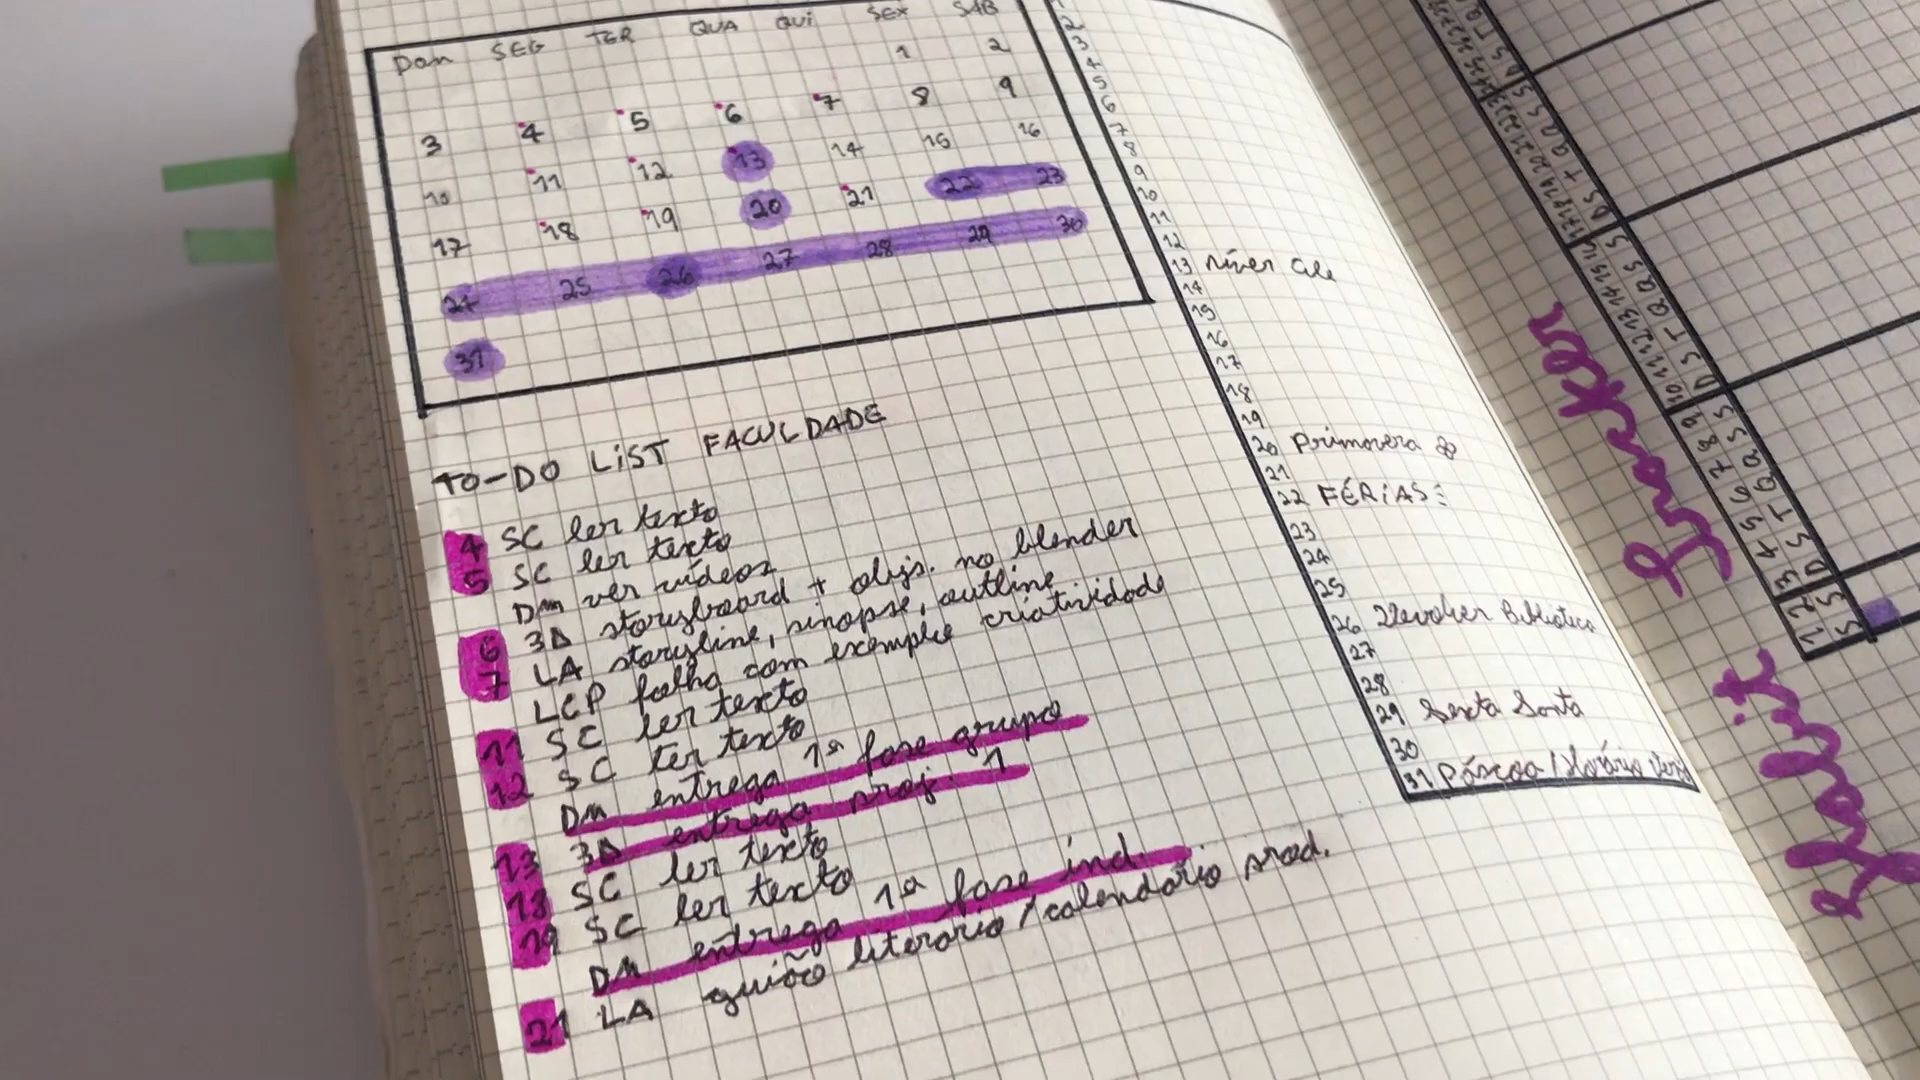 Dom SEG TER QUA QUI SEX SAB
1 2
3 4 5 6 7 8 9
10 11 12 13 14 15 16
17 18 19 20 21 22 23
24 25 26 27 28 29 30
31
TO-DO LIST FACULDADE
4 SC ler texto
5 SC ler texto
DM ver vídeos
6 3D storyboard + objs. no blender
7 LA storyline, sinopse, outline
LCP folha com exemplo criatividade
11 SC ler texto
12 SC ler texto
DM entrega 1ª fase grupo
13 3D entrega proj. 1
18 SC ler texto
19 SC ler texto
DM entrega 1ª fase ind.
21 LA guião literário / calendário prod.
2
3
4
5
6
7
8
9
10
11
12
13 níver
14
15
16
17
18
19
20 Primavera
21
22 FÉRIAS
23
24
25
26 Devolver Biblioteca
27
28
29 Sexta Santa
30
31 Páscoa / Horário
Habit
Tracker